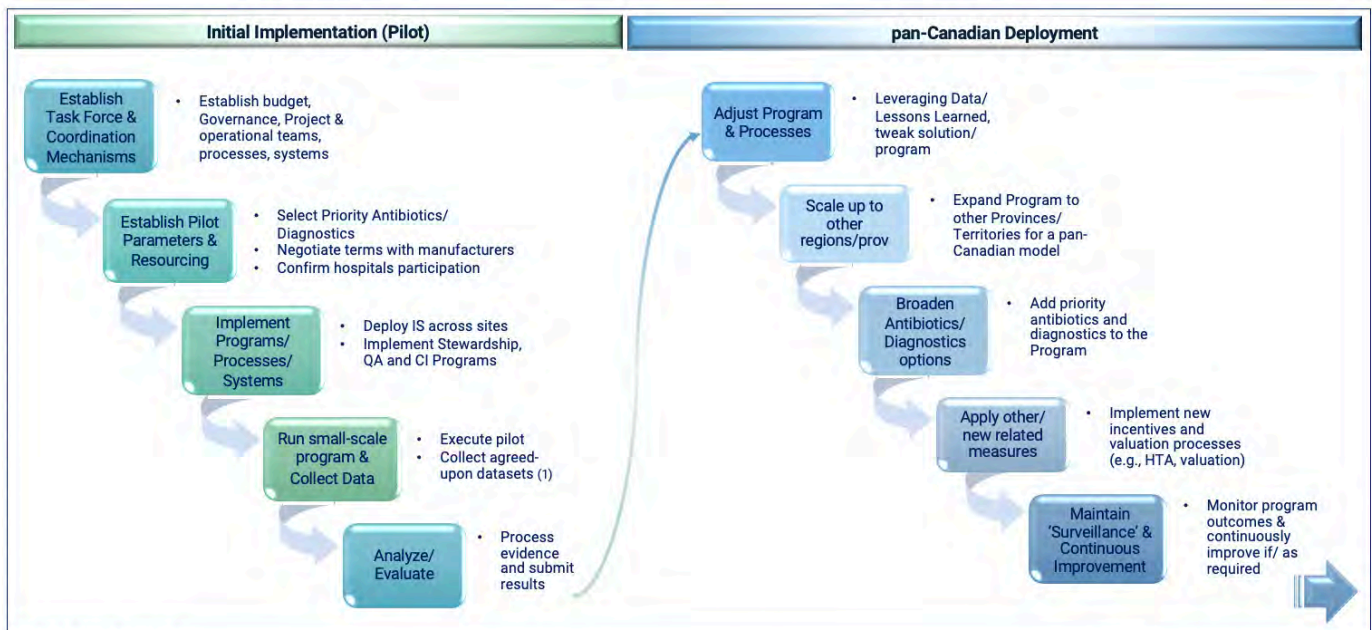 Initial Implementation (Pilot)
pan-Canadian Deployment
Establish
Task Force &
Coordination
Mechanisms
• Establish budget,
Governance, Project &
operational teams,
processes, systems
Establish Pilot
Parameters &
Resourcing
• Select Priority Antibiotics/
Diagnostics
• Negotiate terms with manufacturers
• Confirm hospitals participation
Implement
Programs/
Processes/
Systems
• Deploy IS across sites
• Implement Stewardship,
QA and CI Programs
Run small-scale
program &
Collect Data
• Execute pilot
• Collect agreed-
upon datasets (1)
Analyze/
Evaluate
• Process
evidence
and submit
results
Adjust Program
& Processes
• Leveraging Data/
Lessons Learned,
tweak solution/
program
Scale up to
other
regions/prov
• Expand Program to
other Provinces/
Territories for a pan-
Canadian model
Broaden
Antibiotics/
Diagnostics
options
• Add priority
antibiotics and
diagnostics to the
Program
Apply other/
new related
measures
• Implement new
incentives and
valuation processes
(e.g., HTA, valuation)
Maintain
‘Surveillance’ &
Continuous
Improvement
• Monitor program
outcomes &
continuously
improve if/ as
required